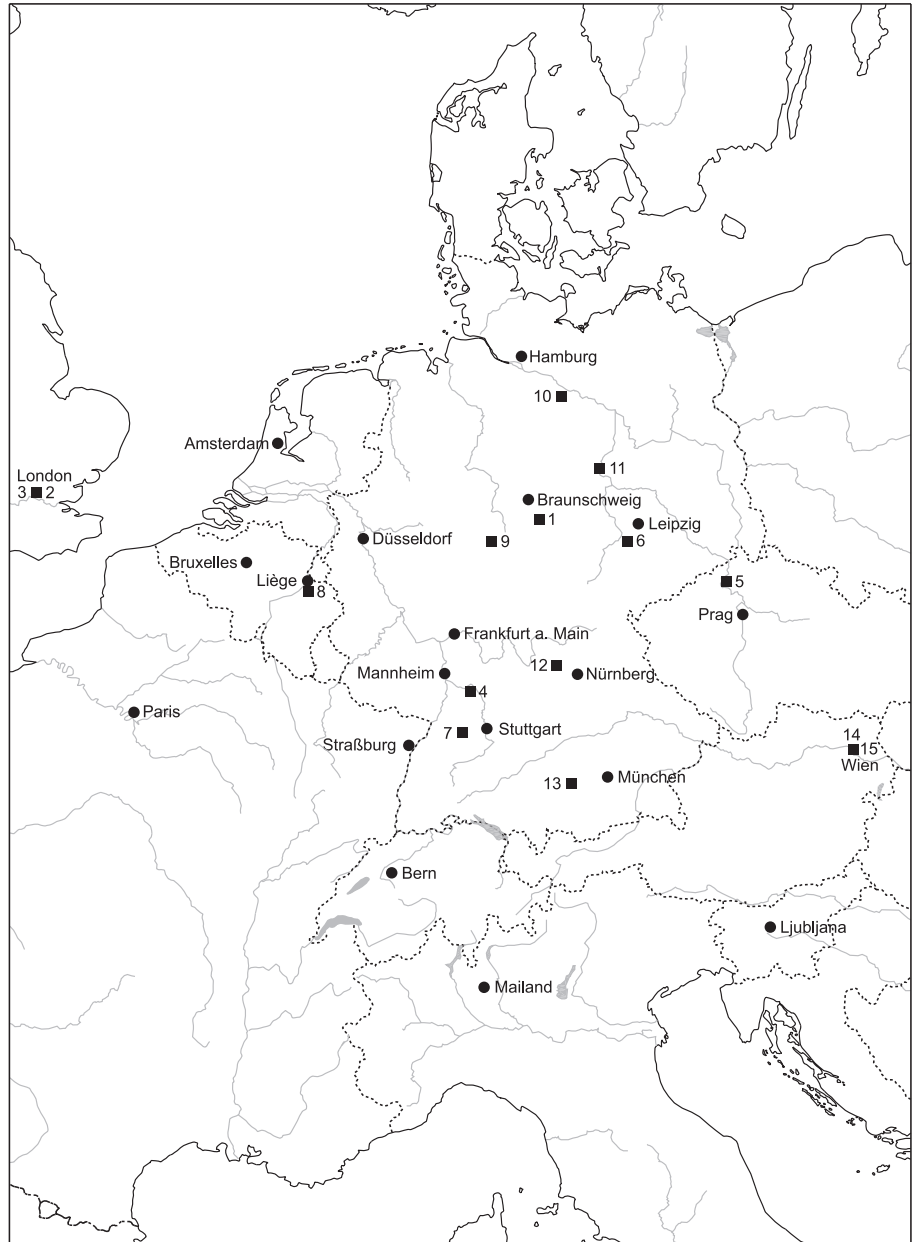 Hamburg
10
Amsterdam
11
London
3 2
Braunschweig
1
Leipzig
Düsseldorf
9
6
Bruxelles
Liège
8
5
Prag
Frankfurt a. Main
12
Mannheim
Nürnberg
4
Paris
7
Stuttgart
Straßburg
14
15
Wien
13
München
Bern
Ljubljana
Mailand